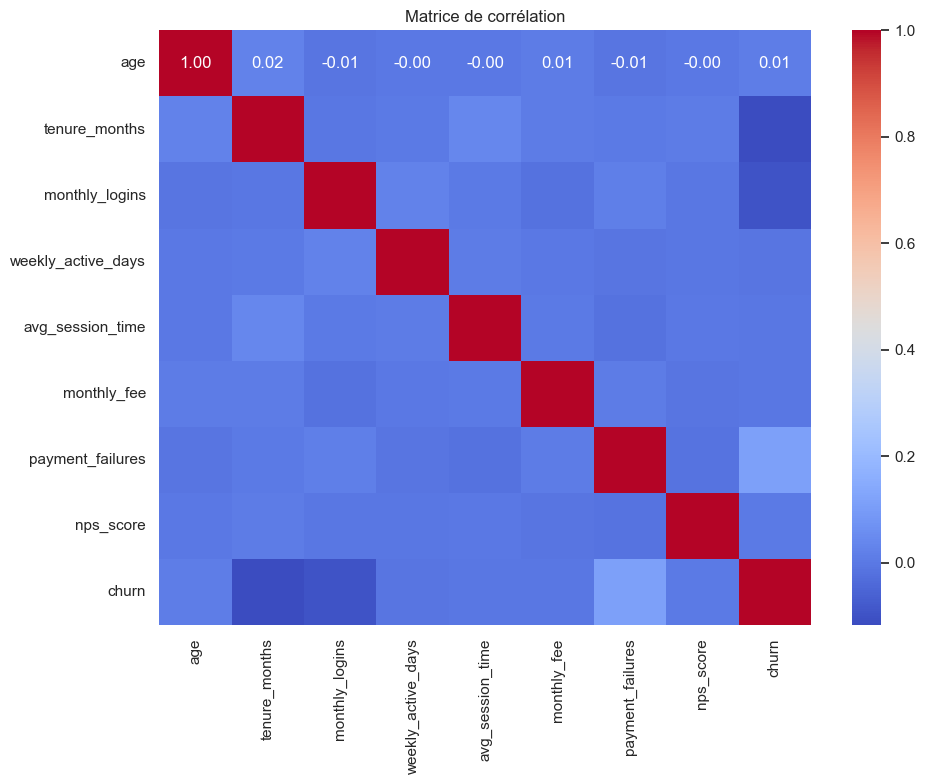 Matrice de corrélation
age
1.00 0.02 -0.01 -0.00 -0.00 0.01 -0.01 -0.00 0.01
tenure_months
monthly_logins
weekly_active_days
avg_session_time
monthly_fee
payment_failures
nps_score
churn
age
tenure_months
monthly_logins
weekly_active_days
avg_session_time
monthly_fee
payment_failures
nps_score
churn
1.0
0.8
0.6
0.4
0.2
0.0